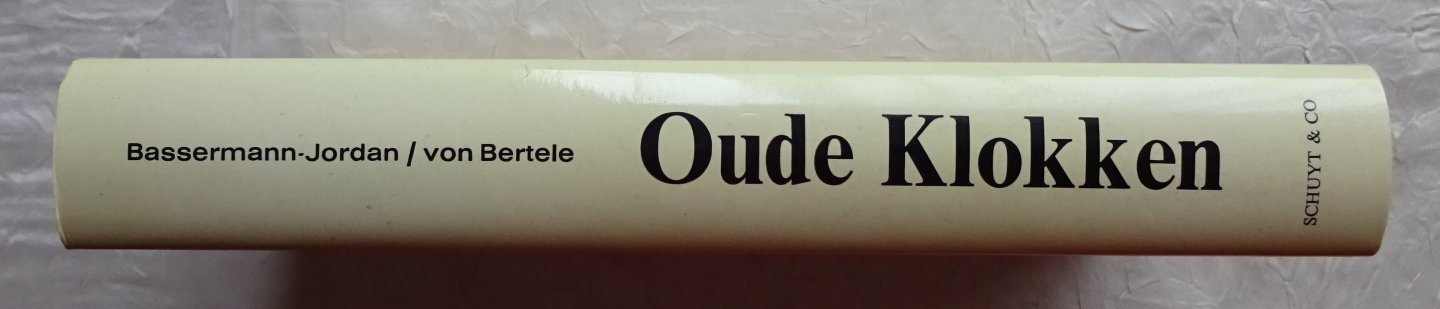 Bassermann-Jordan / von Bertele
Oude Klokken
SCHUYT & CO